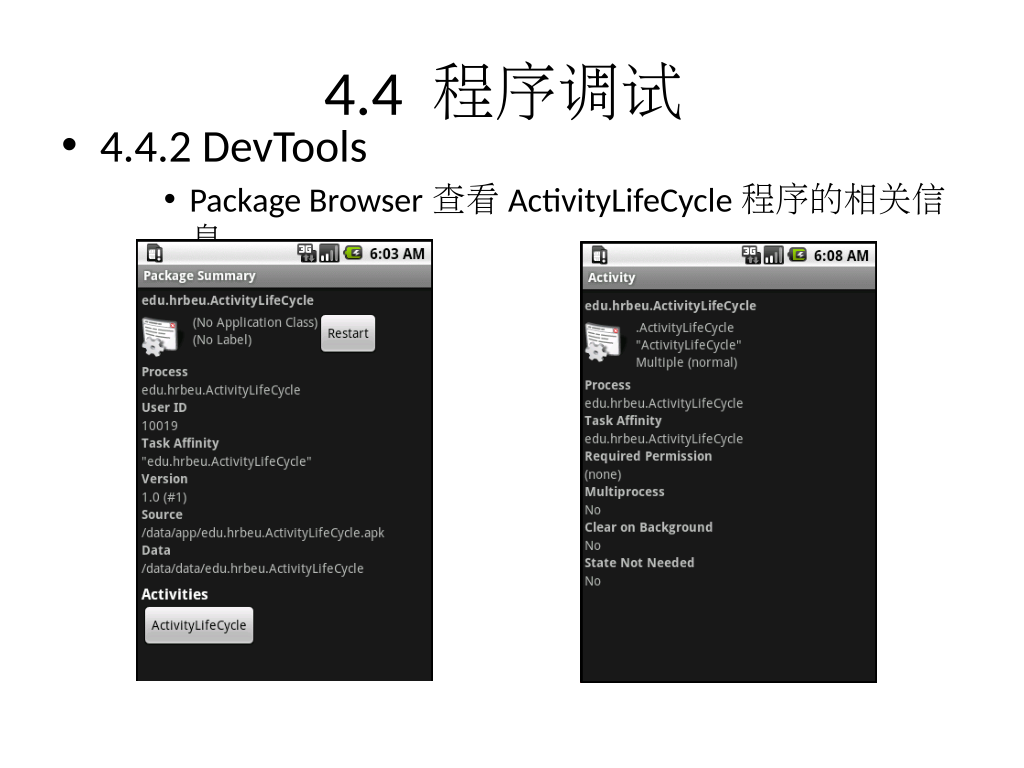 4.4 程序调试
• 4.4.2 DevTools
• Package Browser 查看 ActivityLifeCycle 程序的相关信
息
3G 6:03 AM
Package Summary
edu.hrbeu.ActivityLifeCycle
(No Application Class)
(No Label)
Restart
Process
edu.hrbeu.ActivityLifeCycle
User ID
10019
Task Affinity
"edu.hrbeu.ActivityLifeCycle"
Version
1.0 (#1)
Source
/data/app/edu.hrbeu.ActivityLifeCycle.apk
Data
/data/data/edu.hrbeu.ActivityLifeCycle
Activities
ActivityLifeCycle
3G 6:08 AM
Activity
edu.hrbeu.ActivityLifeCycle
.ActivityLifeCycle
"ActivityLifeCycle"
Multiple (normal)
Process
edu.hrbeu.ActivityLifeCycle
Task Affinity
edu.hrbeu.ActivityLifeCycle
Required Permission
(none)
Multiprocess
No
Clear on Background
No
State Not Needed
No